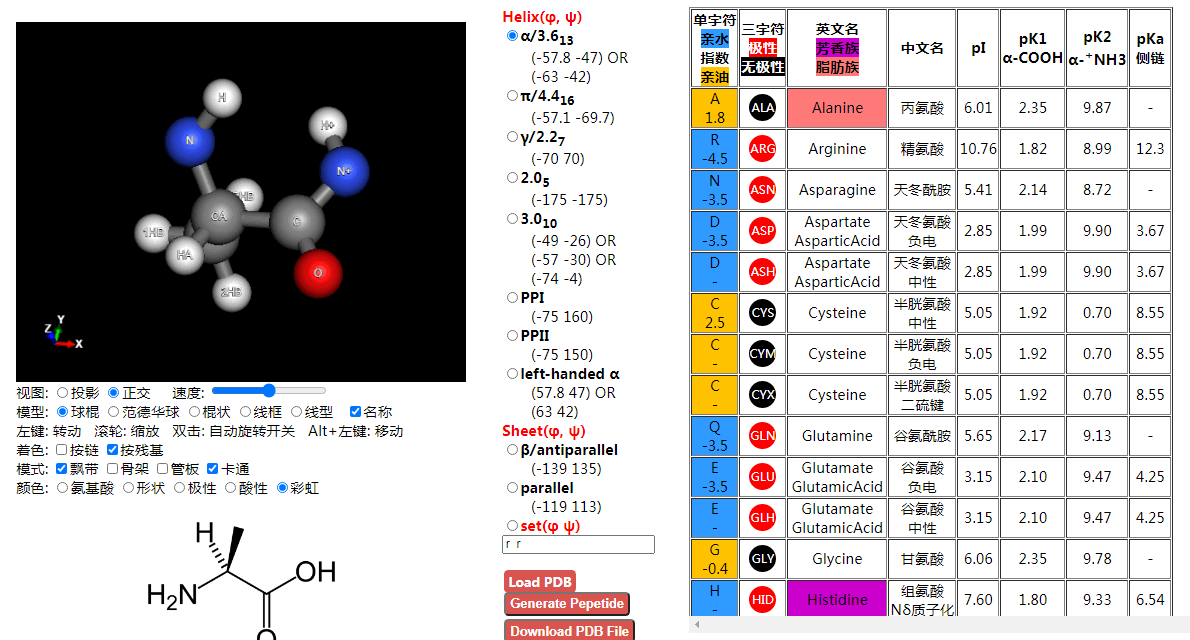 H
N
H+
N+
3HB
CA
C
1HB
HA
O
2HB
Y
Z
X
视图: 投影 正交 速度:
模型: 球棍 范德华球 棍状 线框 线型 名称
左键: 转动 滚轮: 缩放 双击: 自动旋转开关 Alt+左键: 移动
着色: 按链 按残基
模式: 飘带 骨架 管板 卡通
颜色: 氨基酸 形状 极性 酸性 彩虹
H
OH
H₂N
O
Helix(φ, ψ)
α/3.6₁₃
(-57.8 -47) OR
(-63 -42)
π/4.4₁₆
(-57.1 -69.7)
γ/2.2₇
(-70 70)
2.0₅
(-175 -175)
3.0₁₀
(-49 -26) OR
(-57 -30) OR
(-74 -4)
PPI
(-75 160)
PPII
(-75 150)
left-handed α
(57.8 47) OR
(63 42)
Sheet(φ, ψ)
β/antiparallel
(-139 135)
parallel
(-119 113)
set(φ ψ)
r r
Load PDB
Generate Pepetide
Download PDB File
单字符 亲水 指数 亲油 三字符 极性 无极性 英文名 芳香族 脂肪族 中文名 pI pK1 α-COOH pK2 α-⁺NH3 pKa 侧链
A 1.8 ALA Alanine 丙氨酸 6.01 2.35 9.87 -
R -4.5 ARG Arginine 精氨酸 10.76 1.82 8.99 12.3
N -3.5 ASN Asparagine 天冬酰胺 5.41 2.14 8.72 -
D -3.5 ASP Aspartate AsparticAcid 天冬氨酸 负电 2.85 1.99 9.90 3.67
D - ASH Aspartate AsparticAcid 天冬氨酸 中性 2.85 1.99 9.90 3.67
C 2.5 CYS Cysteine 半胱氨酸 中性 5.05 1.92 0.70 8.55
C - CYM Cysteine 半胱氨酸 负电 5.05 1.92 0.70 8.55
C - CYX Cysteine 半胱氨酸 二硫键 5.05 1.92 0.70 8.55
Q -3.5 GLN Glutamine 谷氨酰胺 5.65 2.17 9.13 -
E -3.5 GLU Glutamate GlutamicAcid 谷氨酸 负电 3.15 2.10 9.47 4.25
E - GLH Glutamate GlutamicAcid 谷氨酸 中性 3.15 2.10 9.47 4.25
G -0.4 GLY Glycine 甘氨酸 6.06 2.35 9.78 -
H - HID Histidine 组氨酸 Nδ质子化 7.60 1.80 9.33 6.54